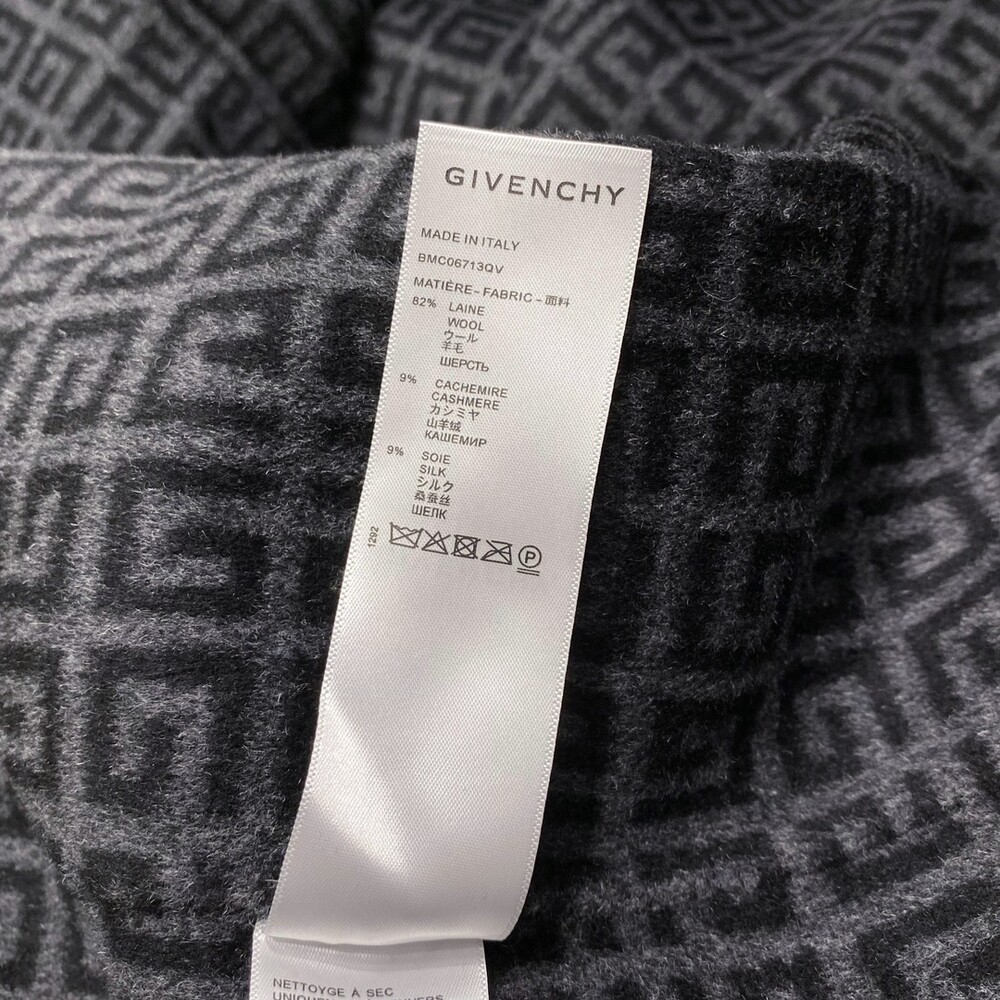 GIVENCHY
MADE IN ITALY
BMC06713QV
MATIÈRE - FABRIC - 面料
82% LAINE
WOOL
ウール
羊毛
ШЕРСТЬ
9% CACHEMIRE
CASHMERE
カシミヤ
山羊绒
КАШЕМИР
9% SOIE
SILK
シルク
桑蚕丝
ШЕЛК
1292
P
NETTOYGE À SEC